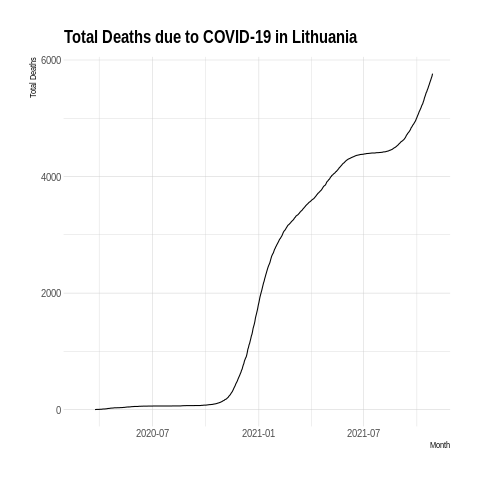 Total Deaths due to COVID-19 in Lithuania
Total Deaths
6000
4000
2000
0
2020-07
2021-01
2021-07
Month